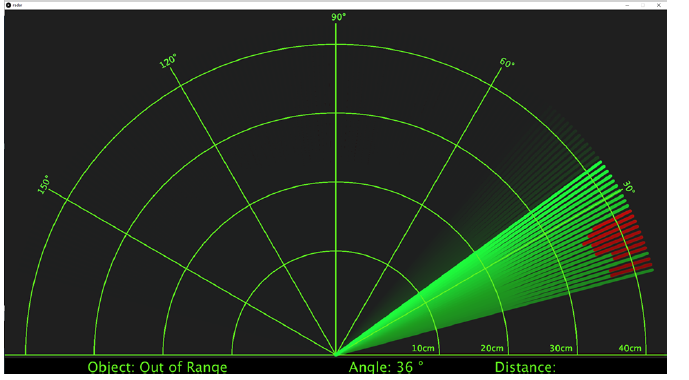 radar
90°
120°
60°
150°
30°
10cm 20cm 30cm 40cm
Object: Out of Range Angle: 36 ° Distance: